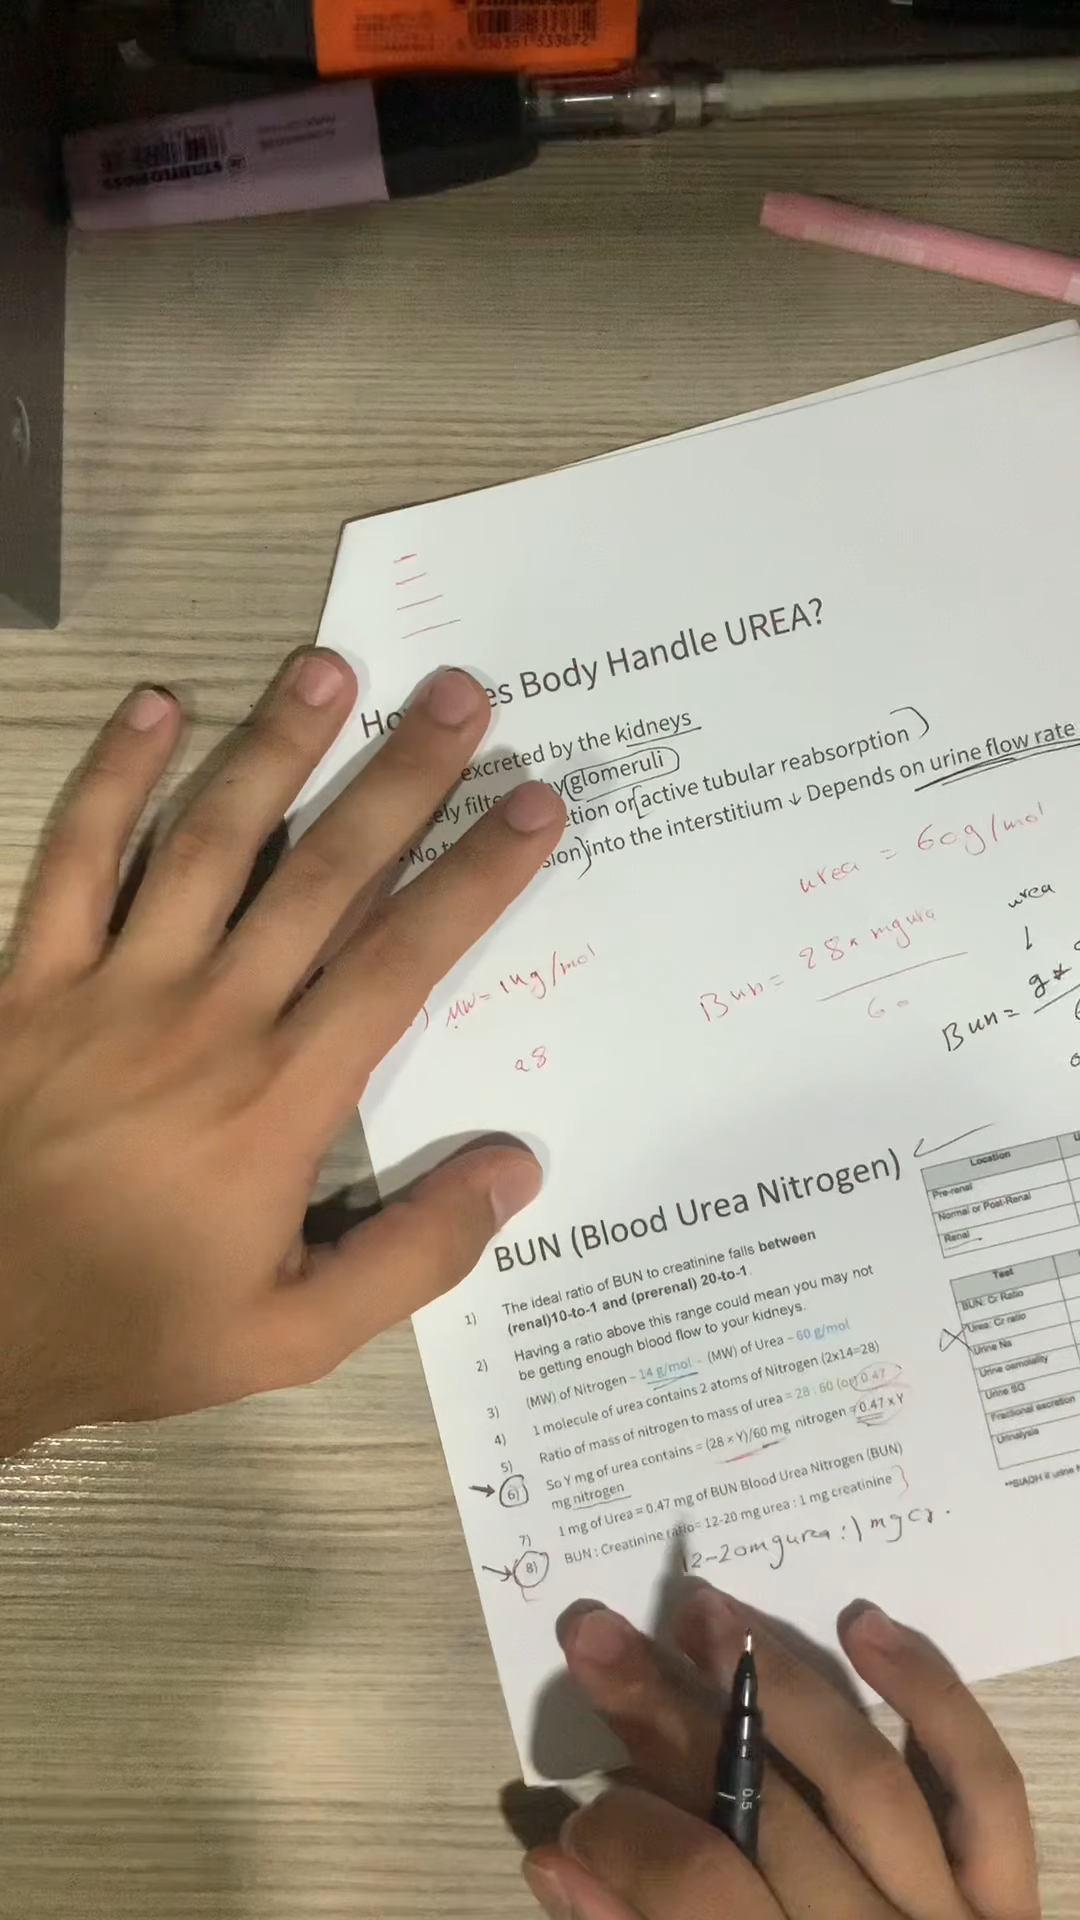 STABILO BOSS
How Does Body Handle UREA?
excreted by the kidneys
by glomeruli
or active tubular reabsorption
• No
into the interstitium ↓ Depends on urine flow rate
urea = 60g/mol
urea
MW = 14g/mol
28
Bun = 28 * mg
60
Bun = g *
BUN (Blood Urea Nitrogen)
1) The ideal ratio of BUN to creatinine falls between
(renal)10-to-1 and (prerenal) 20-to-1.
2) Having a ratio above this range could mean you may not
be getting enough blood flow to your kidneys.
3) (MW) of Nitrogen – 14 g/mol - (MW) of Urea – 60 g/mol
4) 1 molecule of urea contains 2 atoms of Nitrogen (2x14=28)
5) Ratio of mass of nitrogen to mass of urea = 28 : 60 (or) 0.47
6) So Y mg of urea contains = (28 × Y)/60 mg nitrogen = 0.47 x Y
mg nitrogen
7) 1 mg of Urea = 0.47 mg of BUN Blood Urea Nitrogen (BUN)
8) BUN : Creatinine ratio= 12-20 mg urea : 1 mg creatinine
12-20mg urea : 1 mg cr.
Location
Pre-renal
Normal or Post-Renal
Renal
Test
BUN: Cr Ratio
Urea: Cr ratio
Urine Na
Urine osmolality
Urine SG
Fractional excretion
Urinalysis
**SIADH if urine
0.5